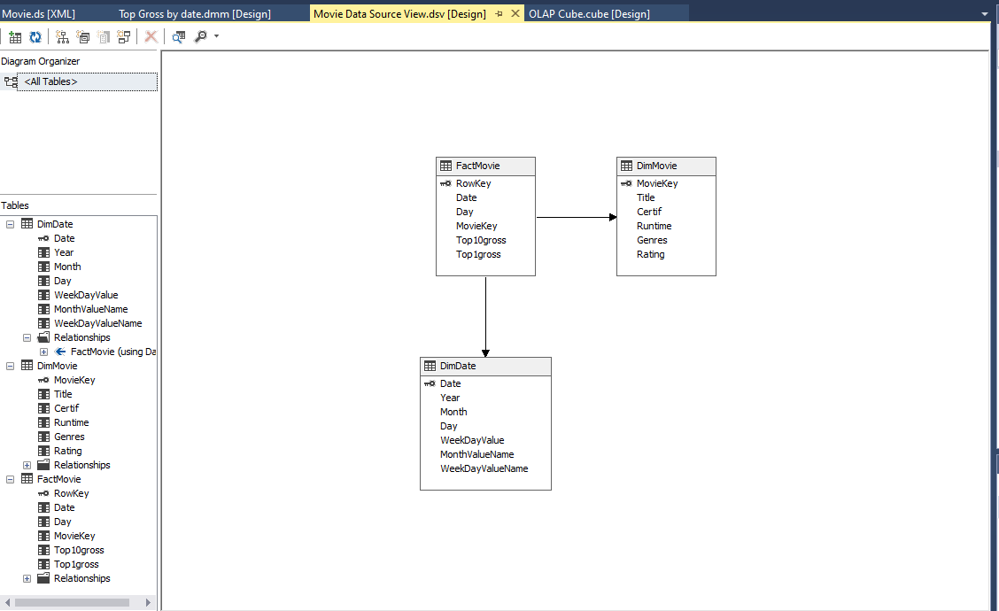 Movie.ds [XML]
Top Gross by date.dmm [Design]
Movie Data Source View.dsv [Design]
OLAP Cube.cube [Design]
Diagram Organizer
<All Tables>
Tables
DimDate
Date
Year
Month
Day
WeekDayValue
MonthValueName
WeekDayValueName
Relationships
FactMovie (using Da
DimMovie
MovieKey
Title
Certif
Runtime
Genres
Rating
Relationships
FactMovie
RowKey
Date
Day
MovieKey
Top10gross
Top1gross
Relationships
FactMovie
RowKey
Date
Day
MovieKey
Top10gross
Top1gross
DimMovie
MovieKey
Title
Certif
Runtime
Genres
Rating
DimDate
Date
Year
Month
Day
WeekDayValue
MonthValueName
WeekDayValueName